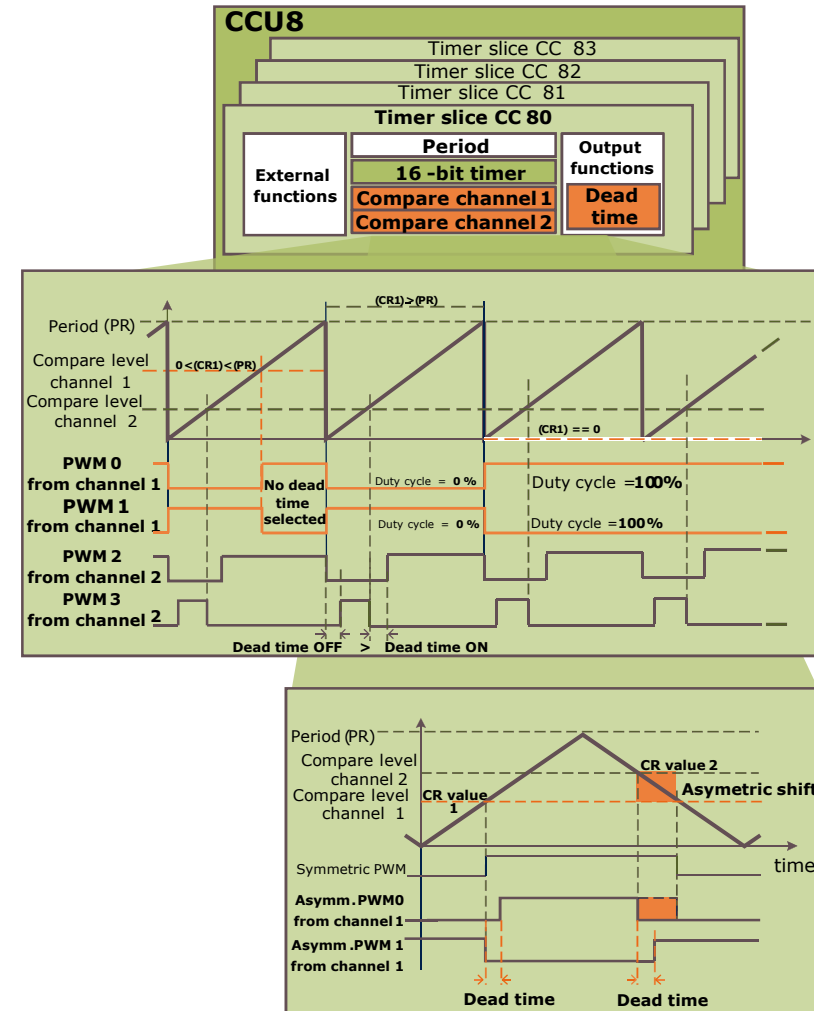 CCU8
Timer slice CC 83
Timer slice CC 82
Timer slice CC 81
Timer slice CC 80
External
functions
Period
16 -bit timer
Compare channel 1
Compare channel 2
Output
functions
Dead
time
(CR1)>(PR)
Period (PR)
Compare level
channel 1
0<(CR1)<(PR)
Compare level
channel 2
(CR1) == 0
PWM 0
from channel 1
No dead
time
selected
Duty cycle = 0 %
Duty cycle =100%
PWM 1
from channel 1
Duty cycle = 0 %
Duty cycle =100%
PWM 2
from channel 2
PWM3
from channel 2
Dead time OFF > Dead time ON
Period (PR)
Compare level
channel 2
CR value 2
Compare level
channel 1
CR value
1
Asymetric shift
time
Symmetric PWM
Asymm.PWM0
from channel 1
Asymm.PWM 1
from channel 1
Dead time
Dead time